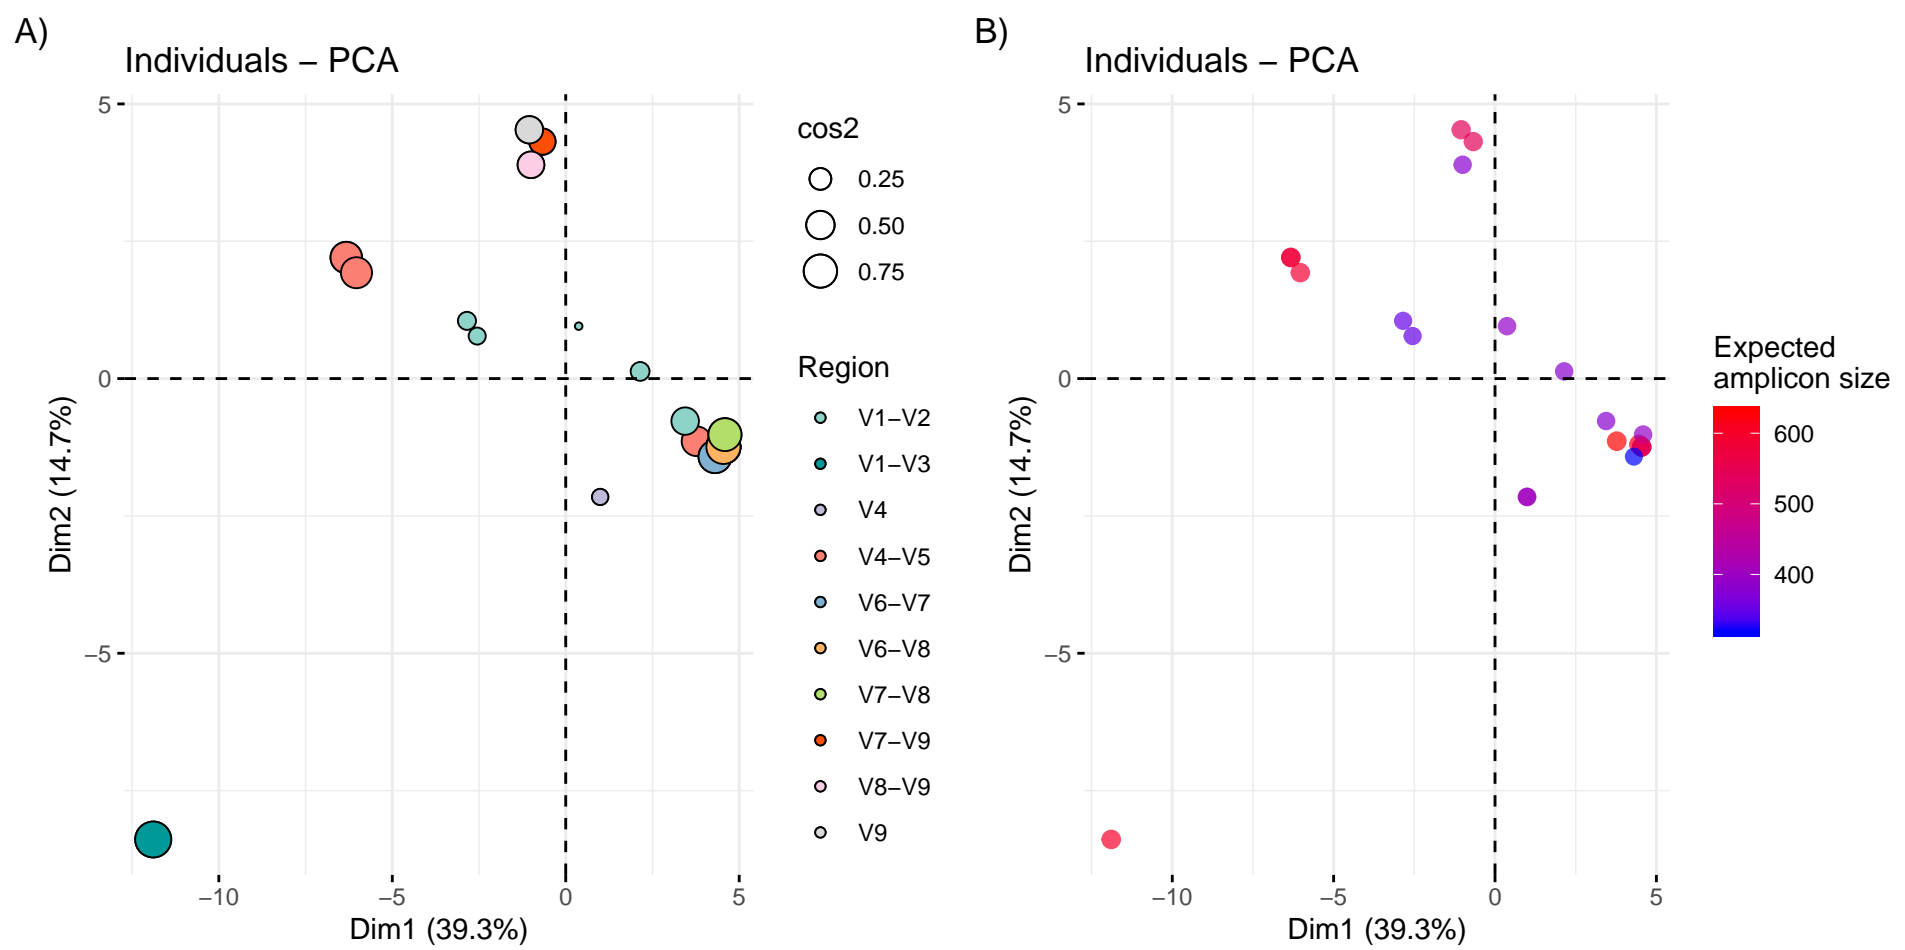 A)
Individuals – PCA
5
0
−5
−10
−5
0
5
Dim1 (39.3%)
Dim2 (14.7%)
cos2
0.25
0.50
0.75
Region
V1−V2
V1−V3
V4
V4−V5
V6−V7
V6−V8
V7−V8
V7−V9
V8−V9
V9
B)
Individuals – PCA
5
0
−5
−10
−5
0
5
Dim1 (39.3%)
Dim2 (14.7%)
Expected
amplicon size
600
500
400